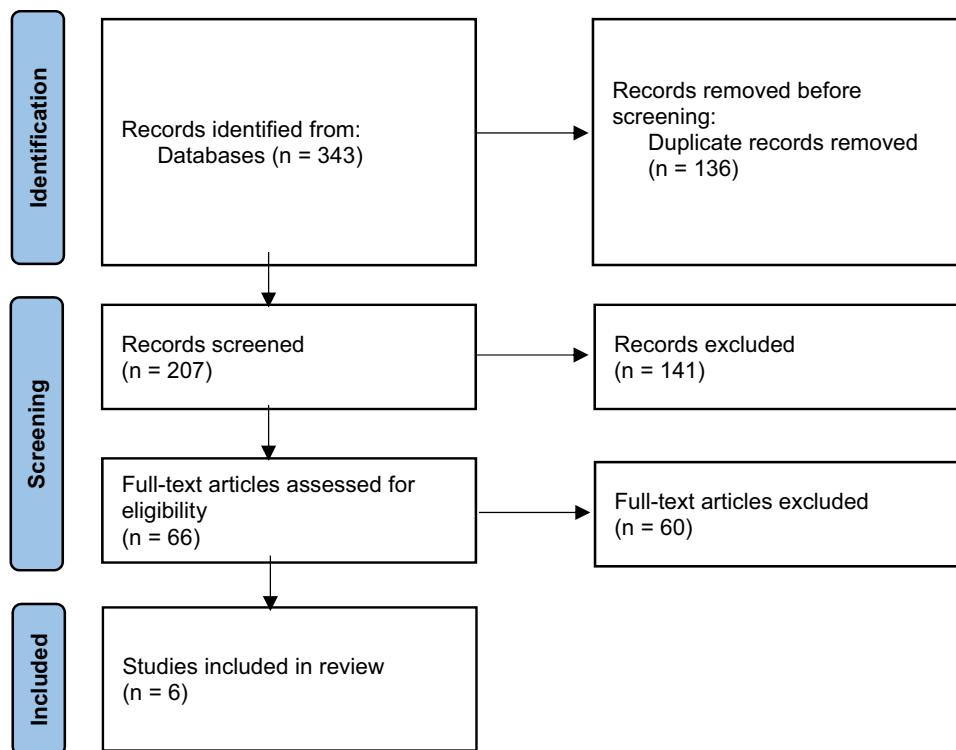 Identification
Records identified from:
Databases (n = 343)
Records removed before
screening:
Duplicate records removed
(n = 136)
Screening
Records screened
(n = 207)
Records excluded
(n = 141)
Full-text articles assessed for
eligibility
(n = 66)
Full-text articles excluded
(n = 60)
Included
Studies included in review
(n = 6)